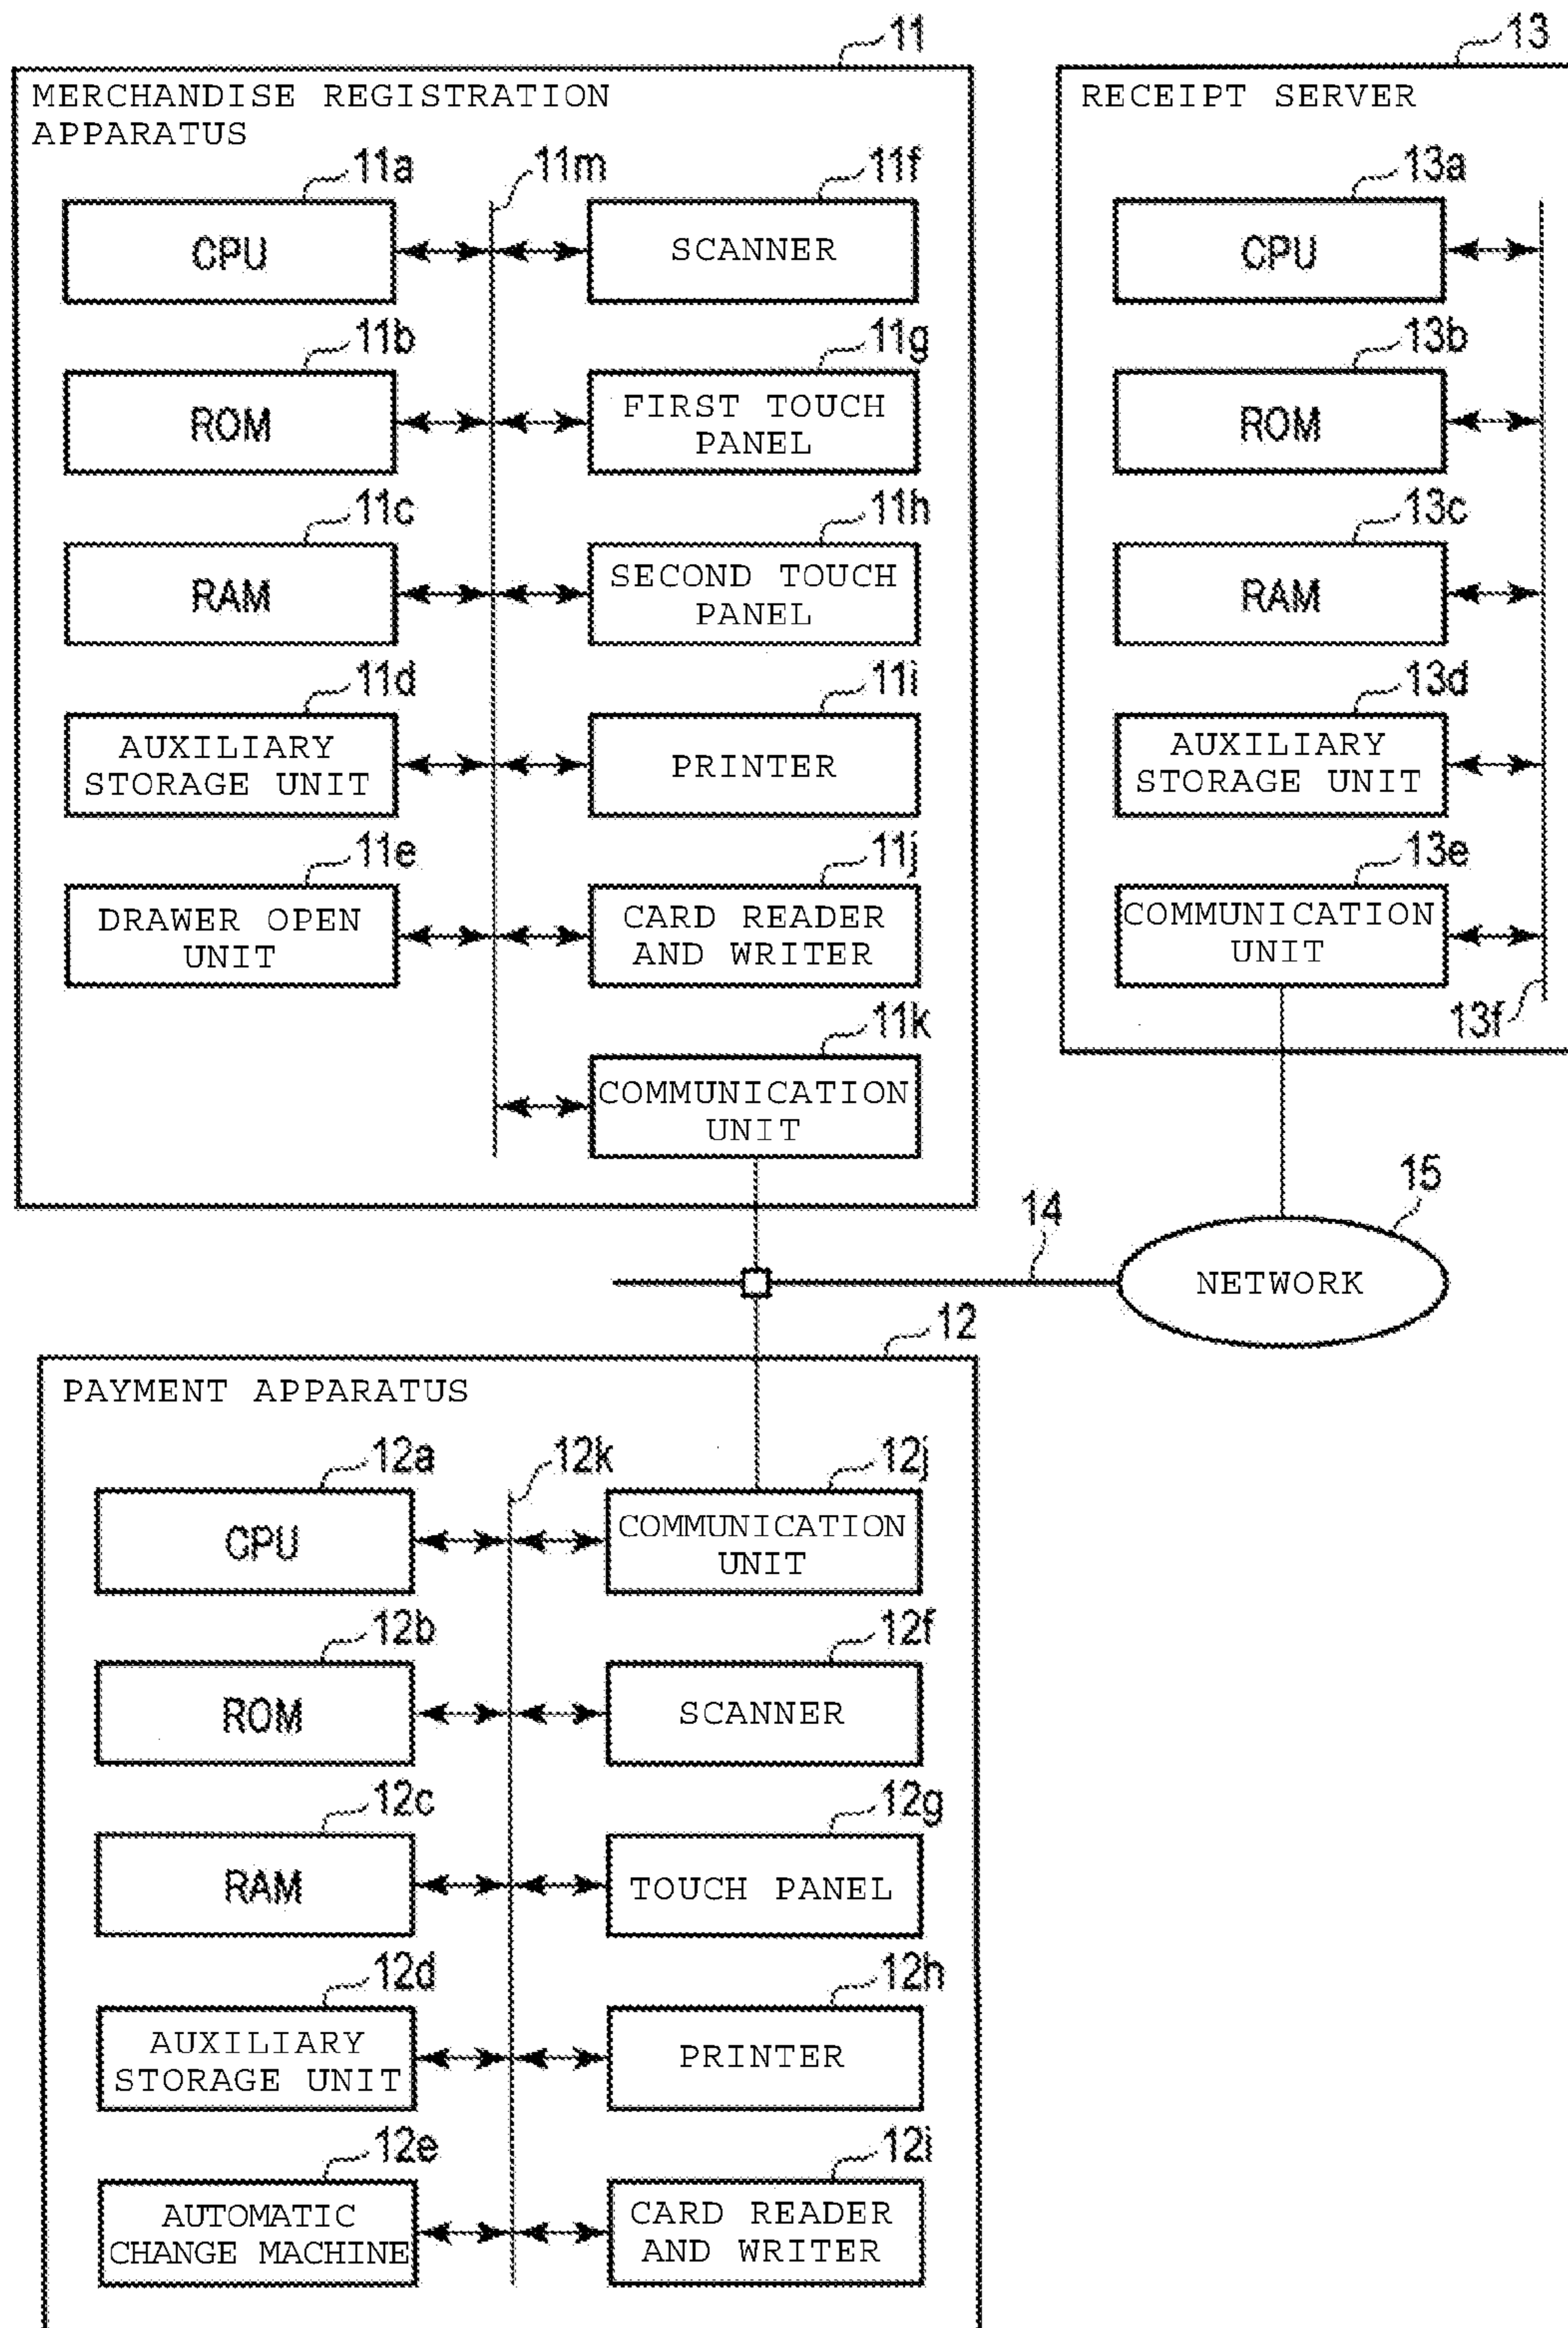 11
MERCHANDISE REGISTRATION
APPARATUS
11a
CPU
11b
ROM
11c
RAM
11d
AUXILIARY
STORAGE UNIT
11e
DRAWER OPEN
UNIT
11m
11f
SCANNER
11g
FIRST TOUCH
PANEL
11h
SECOND TOUCH
PANEL
11i
PRINTER
11j
CARD READER
AND WRITER
11k
COMMUNICATION
UNIT
13
RECEIPT SERVER
13a
CPU
13b
ROM
13c
RAM
13d
AUXILIARY
STORAGE UNIT
13e
COMMUNICATION
UNIT
13f
14
15
NETWORK
12
PAYMENT APPARATUS
12a
CPU
12b
ROM
12c
RAM
12d
AUXILIARY
STORAGE UNIT
12e
AUTOMATIC
CHANGE MACHINE
12k
12j
COMMUNICATION
UNIT
12f
SCANNER
12g
TOUCH PANEL
12h
PRINTER
12i
CARD READER
AND WRITER